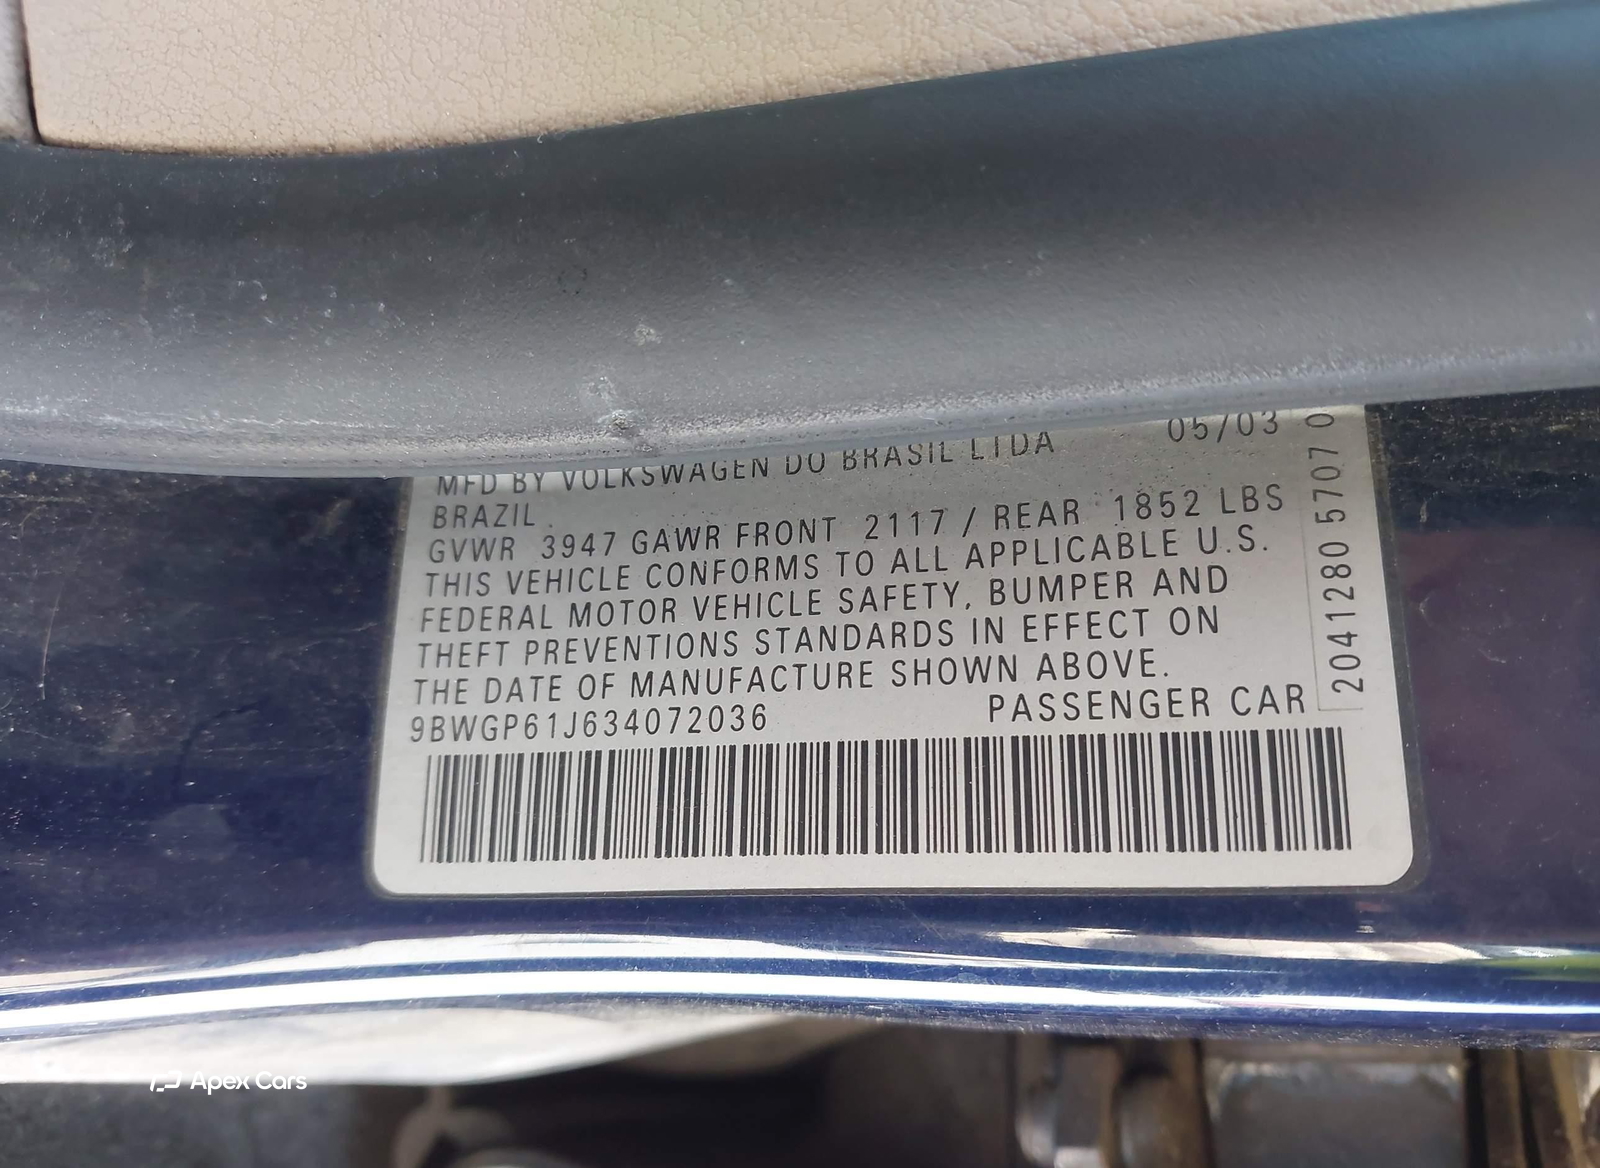 05/03
MFD BY VOLKSWAGEN DO BRASIL LTDA
BRAZIL.
GVWR 3947 GAWR FRONT 2117 / REAR 1852 LBS
THIS VEHICLE CONFORMS TO ALL APPLICABLE U.S.
FEDERAL MOTOR VEHICLE SAFETY, BUMPER AND
THEFT PREVENTIONS STANDARDS IN EFFECT ON
THE DATE OF MANUFACTURE SHOWN ABOVE.
9BWGP61J634072036 PASSENGER CAR
2041280 5707 0
Apex Cars